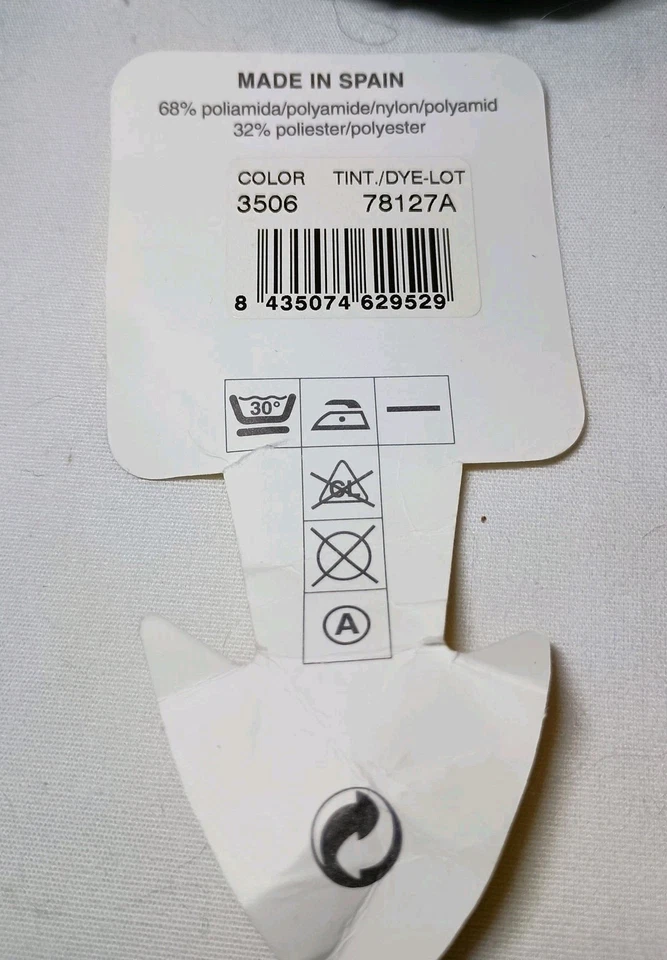 MADE IN SPAIN
68% poliamida/polyamide/nylon/polyamid
32% poliester/polyester
COLOR TINT./DYE-LOT
3506 78127A
8 435074 629529
30°
CL
A